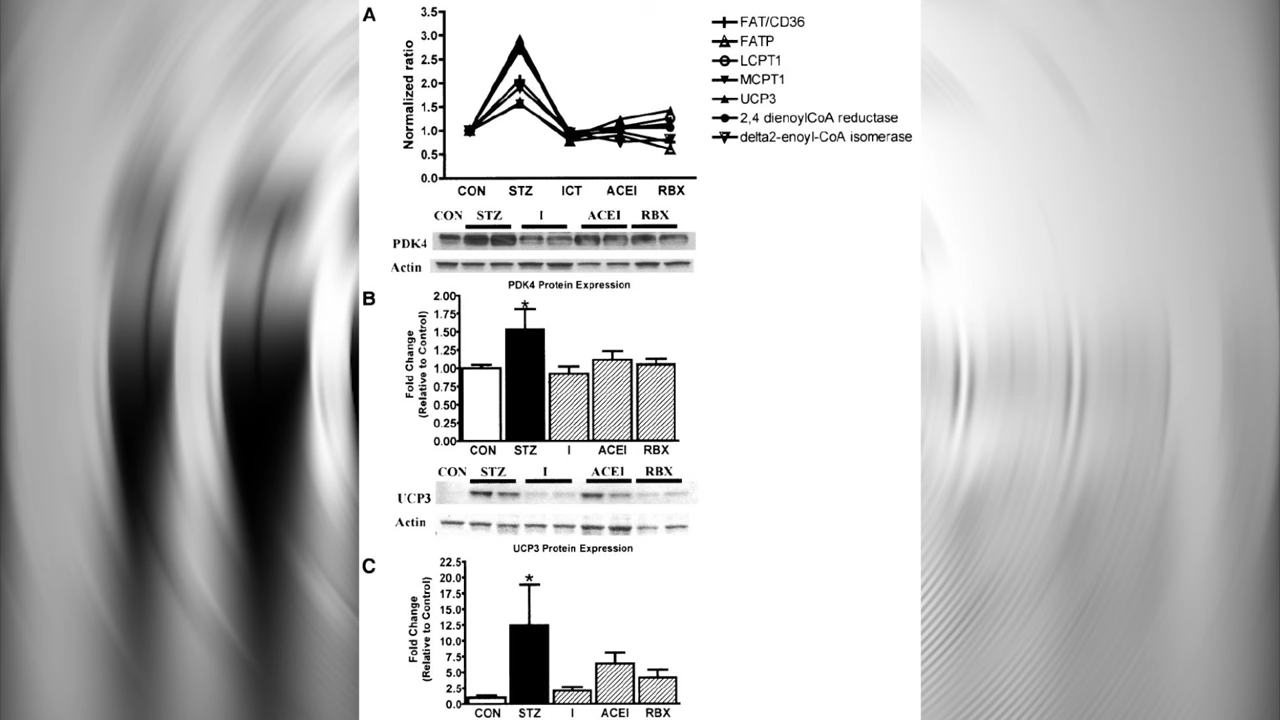 A
Normalized ratio
3.5
3.0
2.5
2.0
1.5
1.0
0.5
0.0
CON STZ ICT ACEI RBX
FAT/CD36
FATP
LCPT1
MCPT1
UCP3
2,4 dienoylCoA reductase
delta2-enoyl-CoA isomerase
CON STZ I ACEI RBX
PDK4
Actin
PDK4 Protein Expression
B
Fold Change
(Relative to Control)
2.00
1.75
1.50
1.25
1.00
0.75
0.50
0.25
0.00
*
CON STZ I ACEI RBX
CON STZ I ACEI RBX
UCP3
Actin
UCP3 Protein Expression
C
Fold Change
(Relative to Control)
22.5
20.0
17.5
15.0
12.5
10.0
7.5
5.0
2.5
0.0
*
CON STZ I ACEI RBX